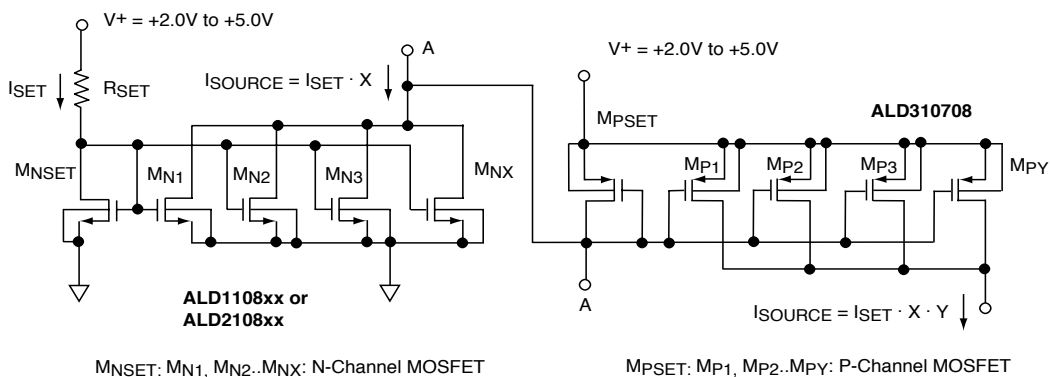 V+ = +2.0V to +5.0V
A
V+ = +2.0V to +5.0V
ISET
RSET
ISOURCE = ISET · X
MPSET
ALD310708
MNSET
MN1
MN2
MN3
MNX
MP1
MP2
MP3
MPY
ALD1108xx or
ALD2108xx
A
ISOURCE = ISET · X · Y
MNSET: MN1, MN2..MNX: N-Channel MOSFET
MPSET: MP1, MP2..MPY: P-Channel MOSFET